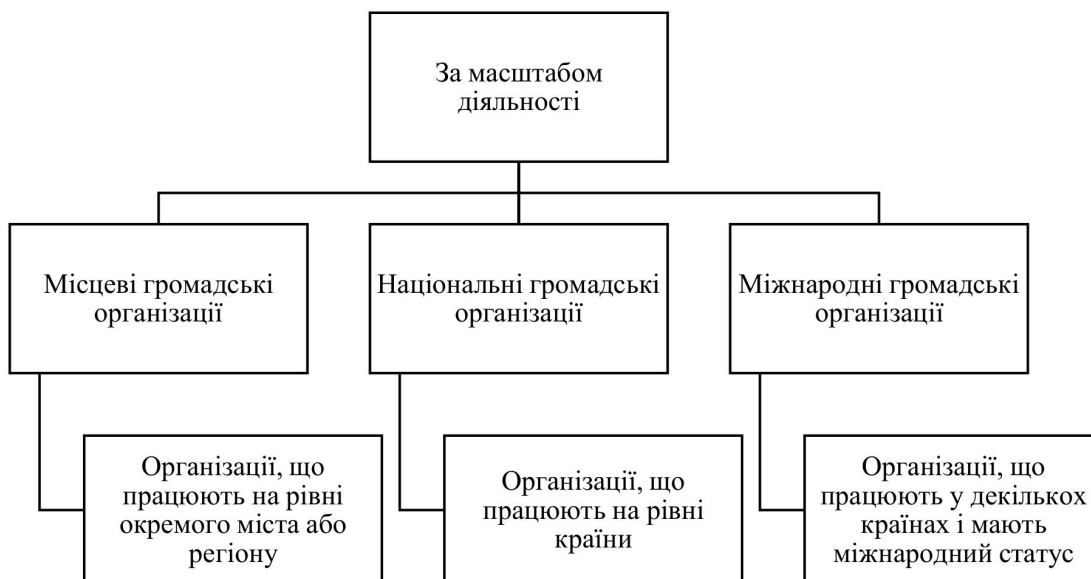 За масштабом
діяльності
Місцеві громадські
організації
Національні громадські
організації
Міжнародні громадські
організації
Організації, що
працюють на рівні
окремого міста або
регіону
Організації, що
працюють на рівні
країни
Організації, що
працюють у декількох
країнах і мають
міжнародний статус